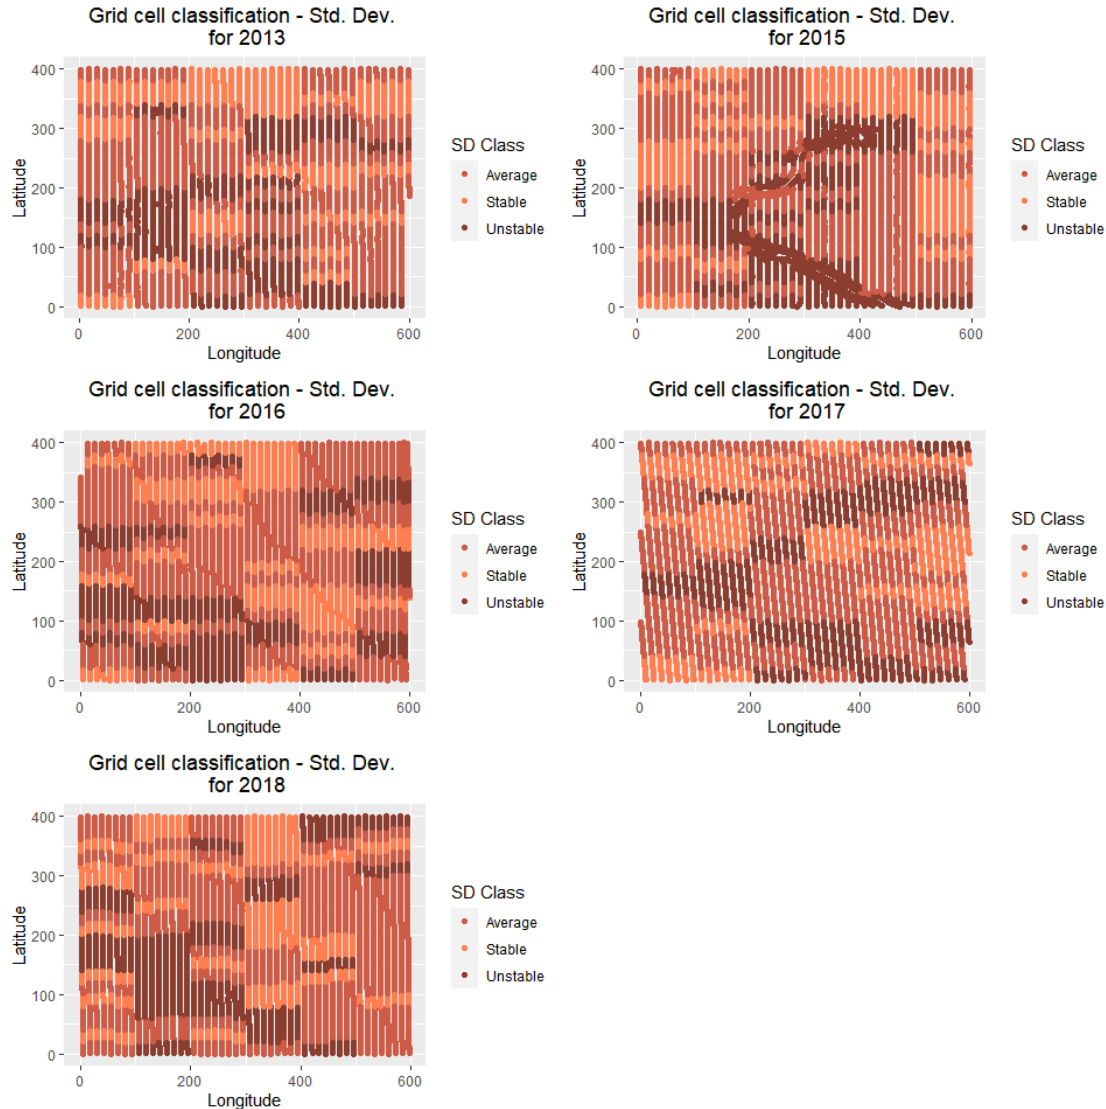 Grid cell classification - Std. Dev.
for 2013
400
300
200
100
0
Latitude
0
200
400
600
Longitude
SD Class
Average
Stable
Unstable
Grid cell classification - Std. Dev.
for 2015
400
300
200
100
0
Latitude
0
200
400
600
Longitude
SD Class
Average
Stable
Unstable
Grid cell classification - Std. Dev.
for 2016
400
300
200
100
0
Latitude
0
200
400
600
Longitude
SD Class
Average
Stable
Unstable
Grid cell classification - Std. Dev.
for 2017
400
300
200
100
0
Latitude
0
200
400
600
Longitude
SD Class
Average
Stable
Unstable
Grid cell classification - Std. Dev.
for 2018
400
300
200
100
0
Latitude
0
200
400
600
Longitude
SD Class
Average
Stable
Unstable